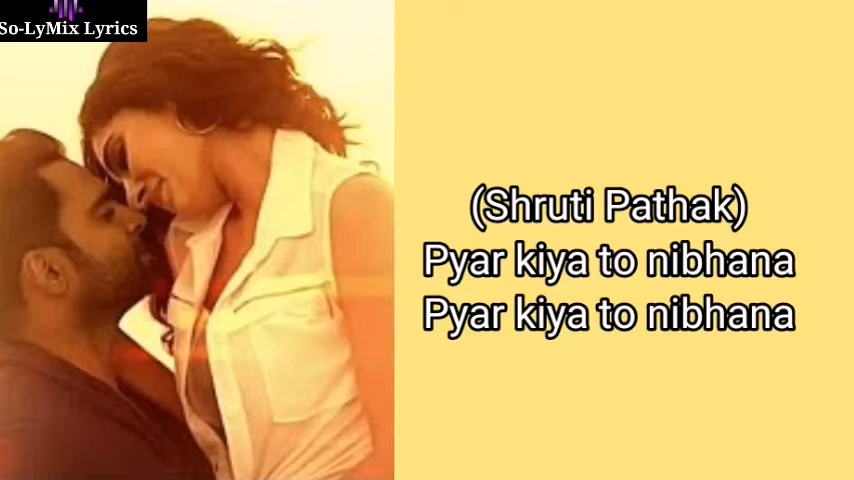 So-LyMix Lyrics
(Shruti Pathak)
Pyar kiya to nibhana
Pyar kiya to nibhana